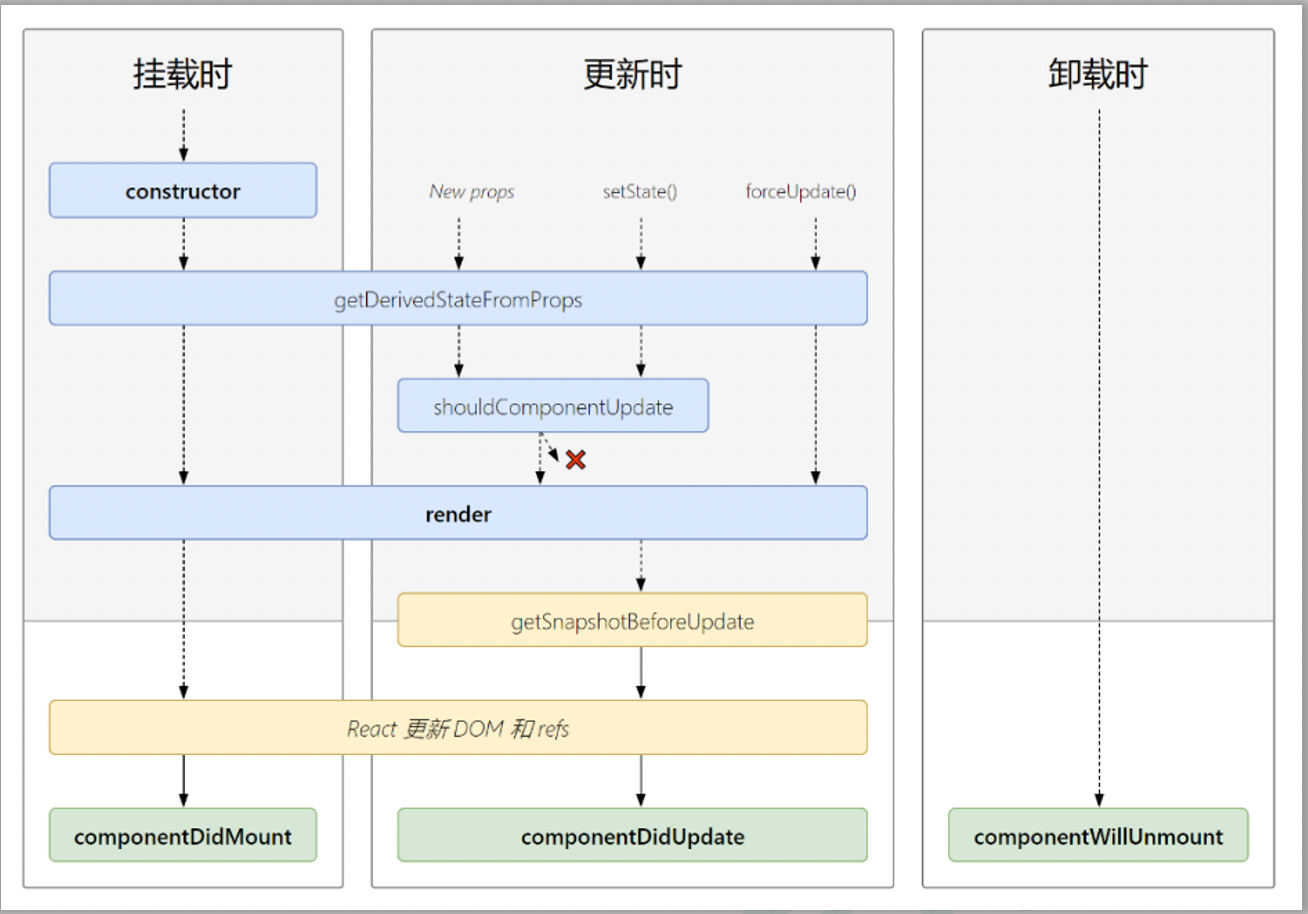 挂载时
更新时
卸载时
constructor
New props
setState()
forceUpdate()
getDerivedStateFromProps
shouldComponentUpdate
render
getSnapshotBeforeUpdate
React 更新 DOM 和 refs
componentDidMount
componentDidUpdate
componentWillUnmount